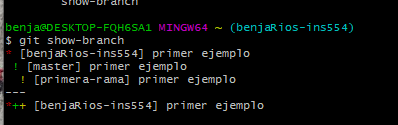 show-branch
benja@DESKTOP-FQH6SA1 MINGW64 ~ (benjaRios-ins554)
$ git show-branch
* [benjaRios-ins554] primer ejemplo
 ! [master] primer ejemplo
  ! [primera-rama] primer ejemplo
---
*++ [benjaRios-ins554] primer ejemplo